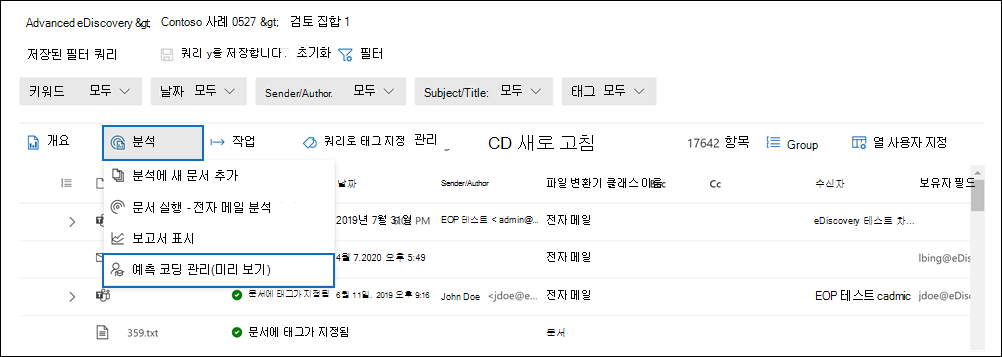 Advanced eDiscovery &gt; Contoso 사례 0527 &gt; 검토 집합 1
저장된 필터 쿼리 쿼리 y를 저장합니다. 초기화 필터
키워드 모두 날짜 모두 Sender/Author. 모두 Subject/Title: 모두 태그 모두
개요 분석 작업 쿼리로 태그 지정 관리 CD 새로 고침 17642 항목 Group 열 사용자 지정
분석에 새 문서 추가
문서 실행 - 전자 메일 분석
보고서 표시
예측 코딩 관리(미리 보기)
날짜 Sender/Author 파일 변환기 클래스 이름 Cc 수신자 보유자 필도
2019년 7월 31일 PM EOP 테스트 < admin@... 전자 메일 eDiscovery 테스트 차...
4월 7.2020 오후 5:49 전자 메일 lbing@eDis
문서에 태그가 지정됨 6월 11일. 2019 오후 9:16 John Doe <jdoe@e... 전자 메일 EOP 테스트 cadmic jdoe@eDisc
359.txt 문서에 태그가 지정됨 문서